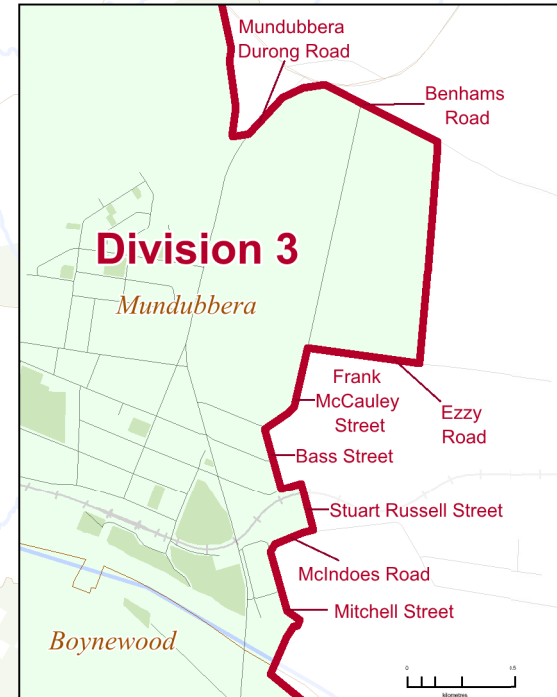 Mundubbera
Durong Road
Benhams
Road
Division 3
Mundubbera
Frank
McCauley
Street
Ezzy
Road
Bass Street
Stuart Russell Street
McIndoes Road
Mitchell Street
Boynewood
0
1.5
kilometres